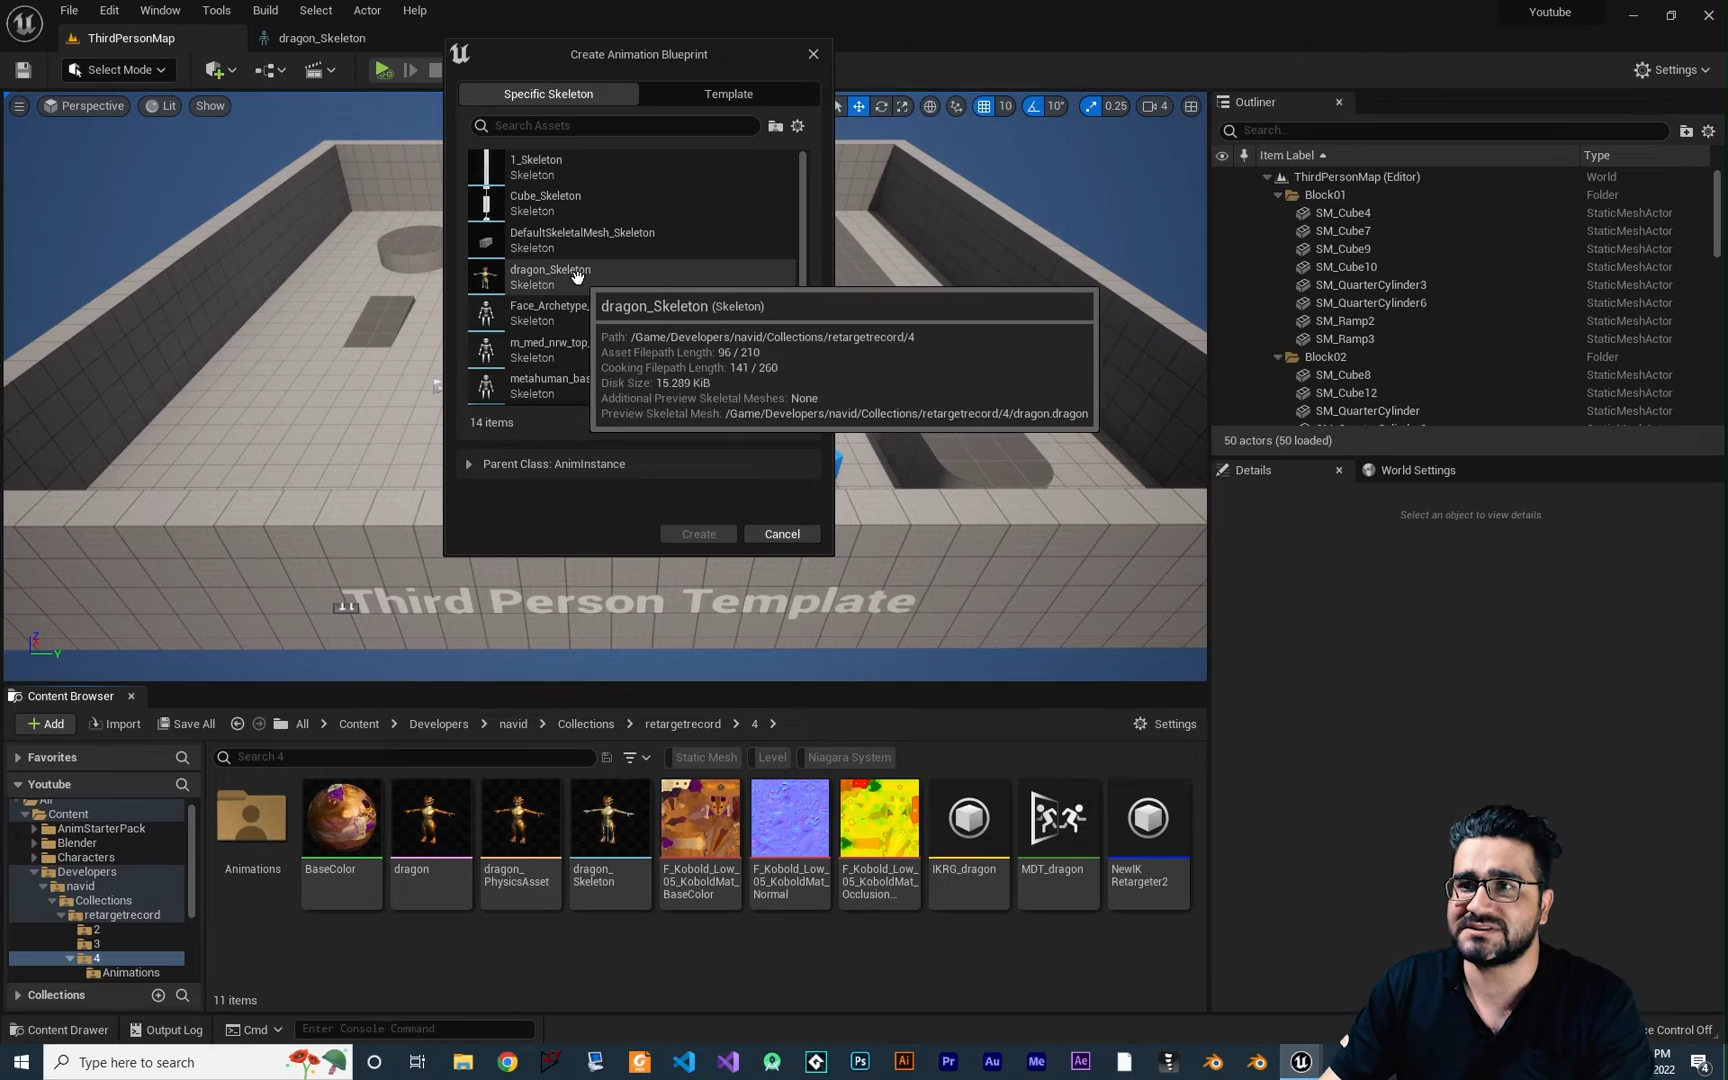 File Edit Window Tools Build Select Actor Help
Youtube
ThirdPersonMap
dragon_Skeleton
Select Mode
Settings
Create Animation Blueprint
Specific Skeleton
Template
Search Assets
1_Skeleton
Skeleton
Cube_Skeleton
Skeleton
DefaultSkeletalMesh_Skeleton
Skeleton
dragon_Skeleton
Skeleton
Face_Archetype_
Skeleton
m_med_nrw_top_
Skeleton
metahuman_bas
Skeleton
14 items
Parent Class: AnimInstance
Create
Cancel
dragon_Skeleton (Skeleton)
Path: /Game/Developers/navid/Collections/retargetrecord/4
Asset Filepath Length: 96 / 210
Cooking Filepath Length: 141 / 260
Disk Size: 15.289 KiB
Additional Preview Skeletal Meshes: None
Preview Skeletal Mesh: /Game/Developers/navid/Collections/retargetrecord/4/dragon.dragon
Perspective
Lit
Show
10
10°
0.25
4
Third Person Template
Z
Y
Outliner
Search...
Item Label
Type
ThirdPersonMap (Editor) World
Block01 Folder
SM_Cube4 StaticMeshActor
SM_Cube7 StaticMeshActor
SM_Cube9 StaticMeshActor
SM_Cube10 StaticMeshActor
SM_QuarterCylinder3 StaticMeshActor
SM_QuarterCylinder6 StaticMeshActor
SM_Ramp2 StaticMeshActor
SM_Ramp3 StaticMeshActor
Block02 Folder
SM_Cube8 StaticMeshActor
SM_Cube12 StaticMeshActor
SM_QuarterCylinder StaticMeshActor
50 actors (50 loaded)
Details
World Settings
Select an object to view details.
Content Browser
Add
Import
Save All
All
Content
Developers
navid
Collections
retargetrecord
4
Settings
Favorites
Youtube
All
Content
AnimStarterPack
Blender
Characters
Developers
navid
Collections
retargetrecord
2
3
4
Animations
Collections
Search 4
Static Mesh
Level
Niagara System
Animations
BaseColor
dragon
dragon_
PhysicsAsset
dragon_
Skeleton
F_Kobold_Low_
05_KoboldMat_
BaseColor
F_Kobold_Low_
05_KoboldMat_
Normal
F_Kobold_Low_
05_KoboldMat_
Occlusion...
IKRG_dragon
MDT_dragon
NewIK
Retargeter2
11 items
Content Drawer
Output Log
Cmd
Enter Console Command
ce Control Off
Type here to search
Ps
Ai
Pr
Au
Me
Ae
PM
2022
4